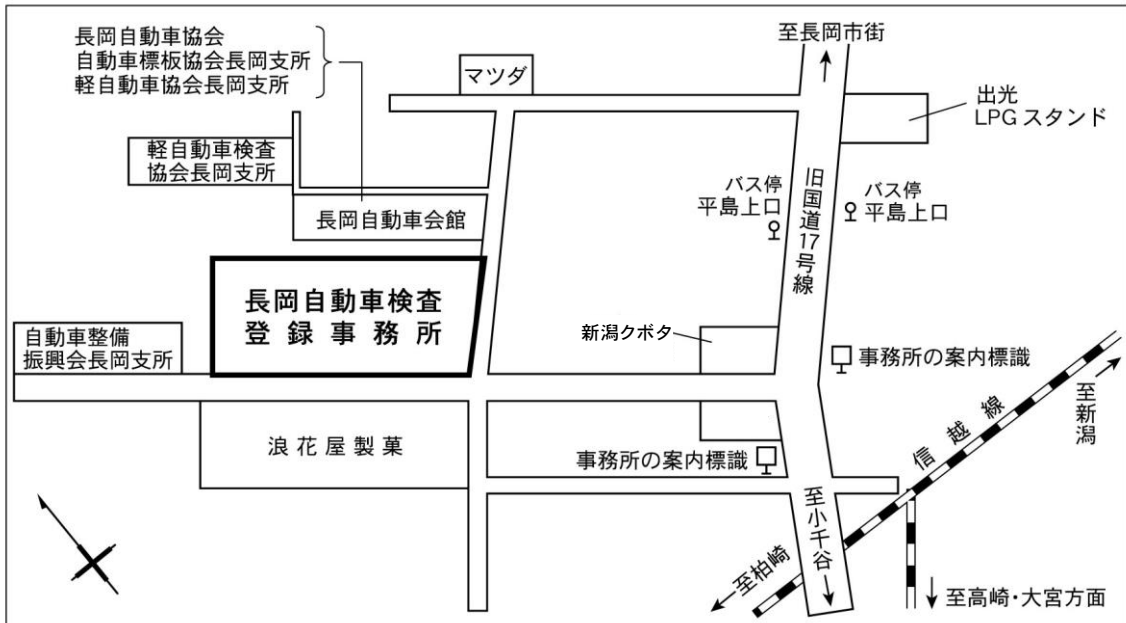 長岡自動車協会
自動車標板協会長岡支所
軽自動車協会長岡支所
至長岡市街
マツダ
出光
LPGスタンド
軽自動車検査
協会長岡支所
バス停
平島上口
旧国道17号線
バス停
平島上口
長岡自動車会館
長岡自動車検査
登録事務所
新潟クボタ
自動車整備
振興会長岡支所
事務所の案内標識
至新潟
信越線
浪花屋製菓
事務所の案内標識
至小千谷
至柏崎
至高崎・大宮方面